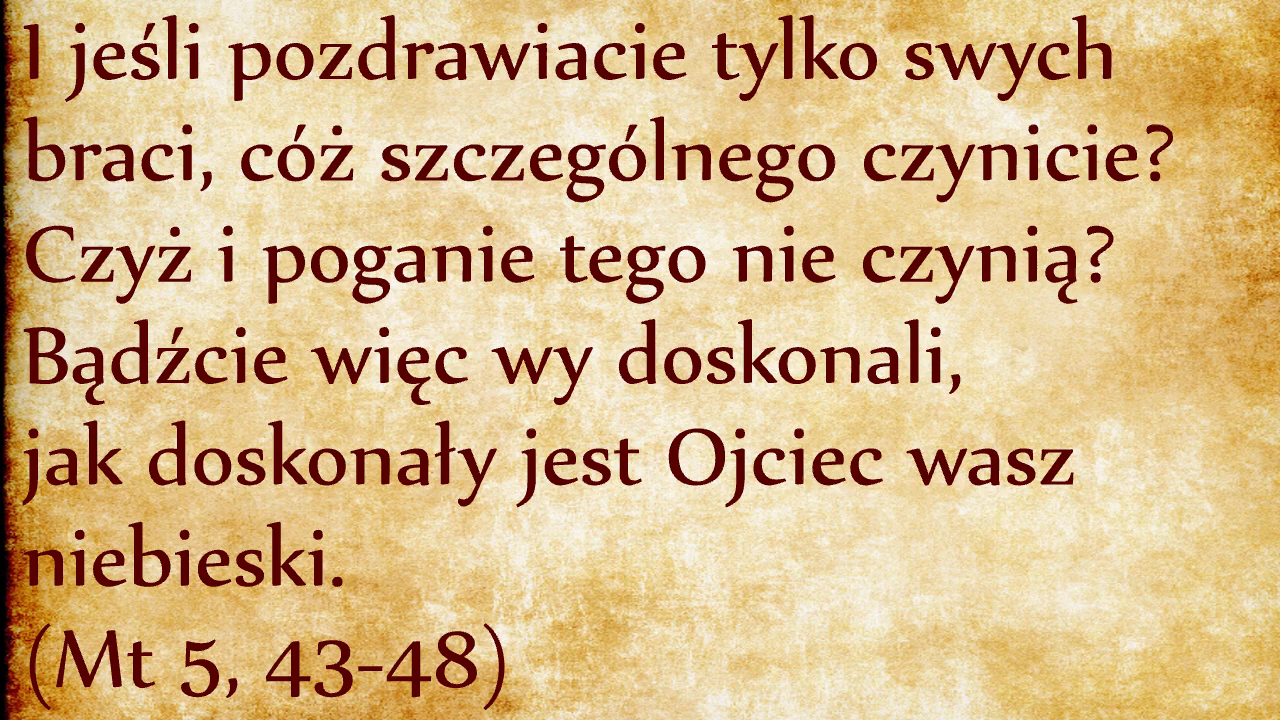 I jeśli pozdrawiacie tylko swych
braci, cóż szczególnego czynicie?
Czyż i poganie tego nie czynią?
Bądźcie więc wy doskonali,
jak doskonały jest Ojciec wasz
niebieski.
(Mt 5, 43-48)